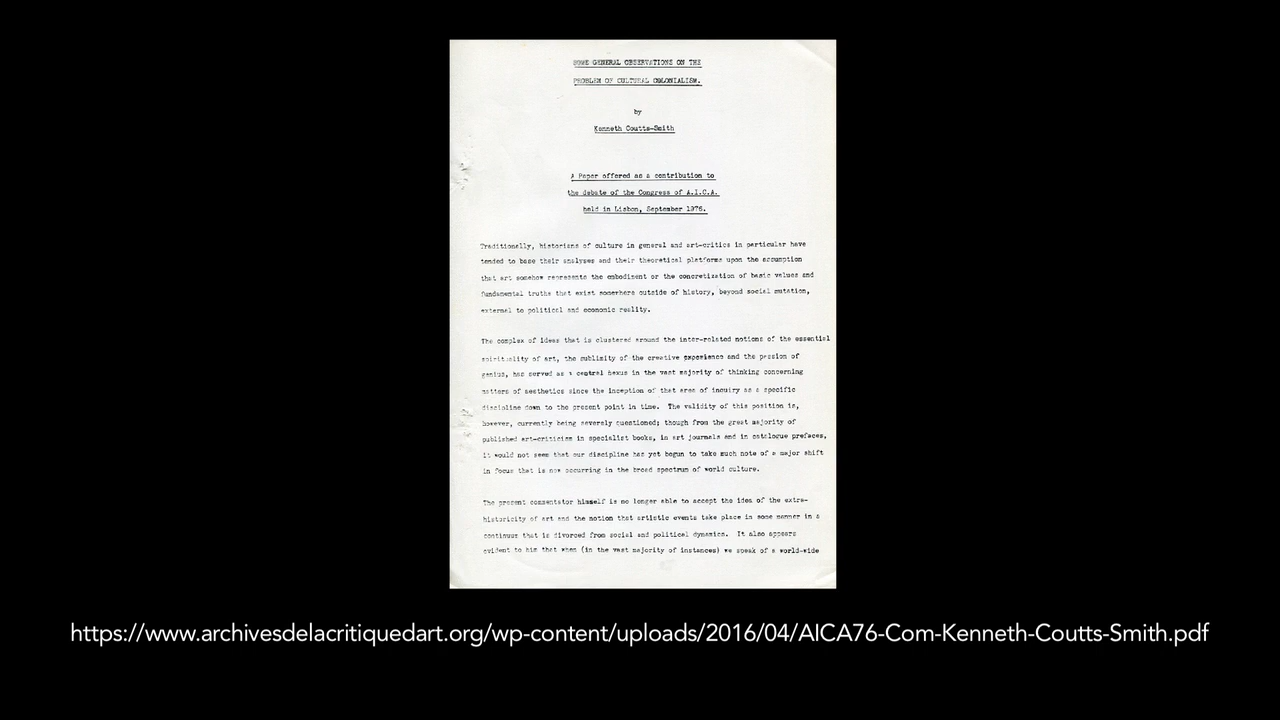 SOME GENERAL OBSERVATIONS ON THE
PROBLEM OF CULTURAL COLONIALISM.
by
Kenneth Coutts-Smith
A Paper offered as a contribution to
the debate of the Congress of A.I.C.A.
held in Lisbon, September 1976.
Traditionally, historians of culture in general and art-critics in particular have
tended to base their analyses and their theoretical platforms upon the assumption
that art somehow represents the embodiment or the concretization of basic values and
fundamental truths that exist somewhere outside of history, beyond social mutation,
external to political and economic reality.
The complex of ideas that is clustered around the inter-related notions of the essential
spirituality of art, the sublimity of the creative experience and the passion of
genius, has served as a central nexus in the vast majority of thinking concerning
matters of aesthetics since the inception of that area of inquiry as a specific
discipline down to the present point in time. The validity of this position is,
however, currently being severely questioned; though from the great majority of
published art-criticism in specialist books, in art journals and in catalogue prefaces,
it would not seem that our discipline has yet begun to take much note of a major shift
in focus that is now occurring in the broad spectrum of world culture.
The present commentator himself is no longer able to accept the idea of the extra-
historicity of art and the notion that artistic events take place in some manner in a
continuum that is divorced from social and political dynamics. It also appears
evident to him that when (in the vast majority of instances) we speak of a world-wide
https://www.archivesdelacritiquedart.org/wp-content/uploads/2016/04/AICA76-Com-Kenneth-Coutts-Smith.pdf